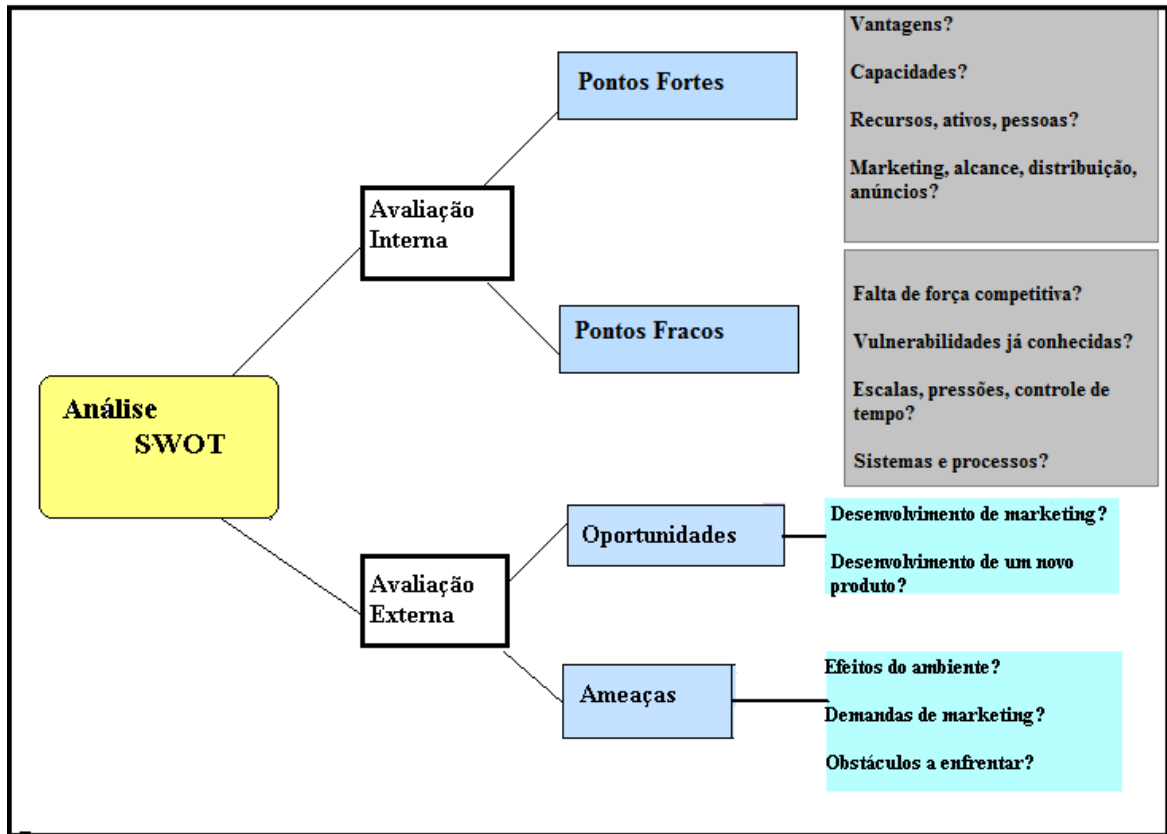 Análise
SWOT
Avaliação
Interna
Pontos Fortes
Vantagens?
Capacidades?
Recursos, ativos, pessoas?
Marketing, alcance, distribuição,
anúncios?
Pontos Fracos
Falta de força competitiva?
Vulnerabilidades já conhecidas?
Escalas, pressões, controle de
tempo?
Sistemas e processos?
Avaliação
Externa
Oportunidades
Desenvolvimento de marketing?
Desenvolvimento de um novo
produto?
Ameaças
Efeitos do ambiente?
Demandas de marketing?
Obstáculos a enfrentar?